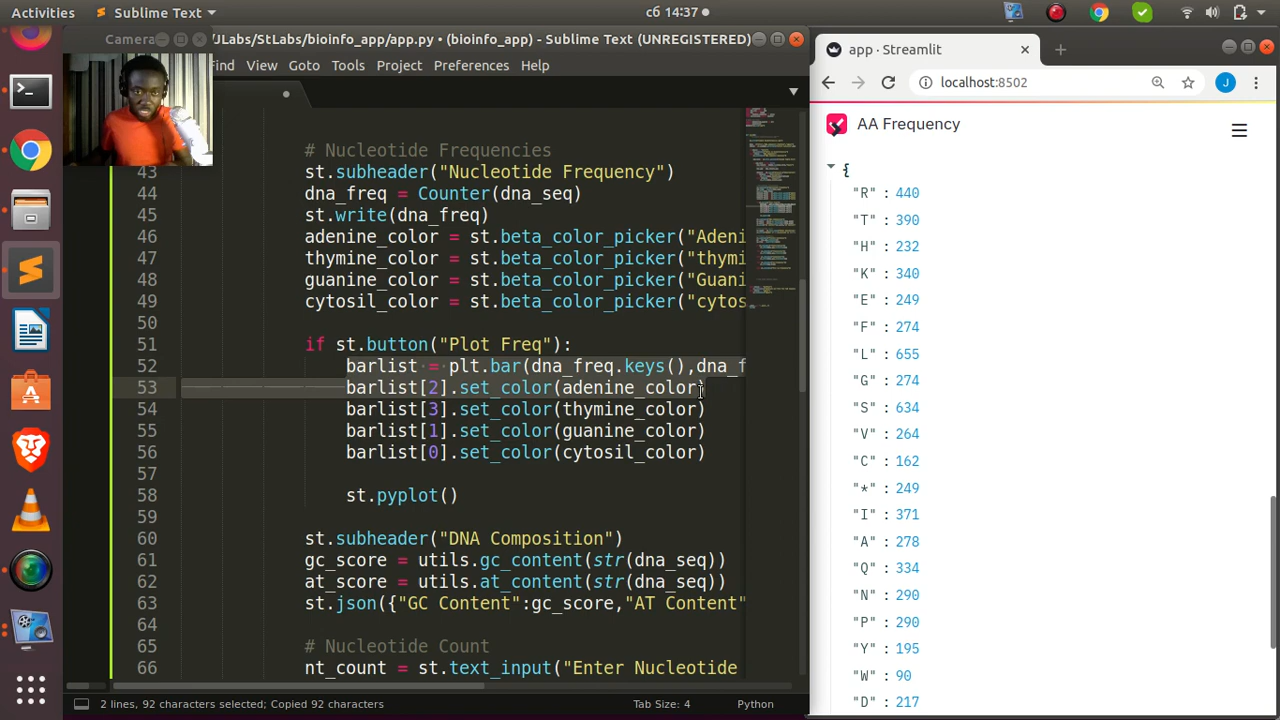 Activities
Sublime Text
сб 14:37
Camera
/JLabs/StLabs/bioinfo_app/app.py • (bioinfo_app) - Sublime Text (UNREGISTERED)
Find View Goto Tools Project Preferences Help
# Nucleotide Frequencies
43 st.subheader("Nucleotide Frequency")
44 dna_freq = Counter(dna_seq)
45 st.write(dna_freq)
46 adenine_color = st.beta_color_picker("Adeni
47 thymine_color = st.beta_color_picker("thymi
48 guanine_color = st.beta_color_picker("Guani
49 cytosil_color = st.beta_color_picker("cytos
50
51 if st.button("Plot Freq"):
52 barlist = plt.bar(dna_freq.keys(),dna_f
53 barlist[2].set_color(adenine_color)
54 barlist[3].set_color(thymine_color)
55 barlist[1].set_color(guanine_color)
56 barlist[0].set_color(cytosil_color)
57
58 st.pyplot()
59
60 st.subheader("DNA Composition")
61 gc_score = utils.gc_content(str(dna_seq))
62 at_score = utils.at_content(str(dna_seq))
63 st.json({"GC Content":gc_score,"AT Content"
64
65 # Nucleotide Count
66 nt_count = st.text_input("Enter Nucleotide
2 lines, 92 characters selected; Copied 92 characters
Tab Size: 4
Python
app · Streamlit
localhost:8502
J
AA Frequency
{
"R" : 440
"T" : 390
"H" : 232
"K" : 340
"E" : 249
"F" : 274
"L" : 655
"G" : 274
"S" : 634
"V" : 264
"C" : 162
"*" : 249
"I" : 371
"A" : 278
"Q" : 334
"N" : 290
"P" : 290
"Y" : 195
"W" : 90
"D" : 217